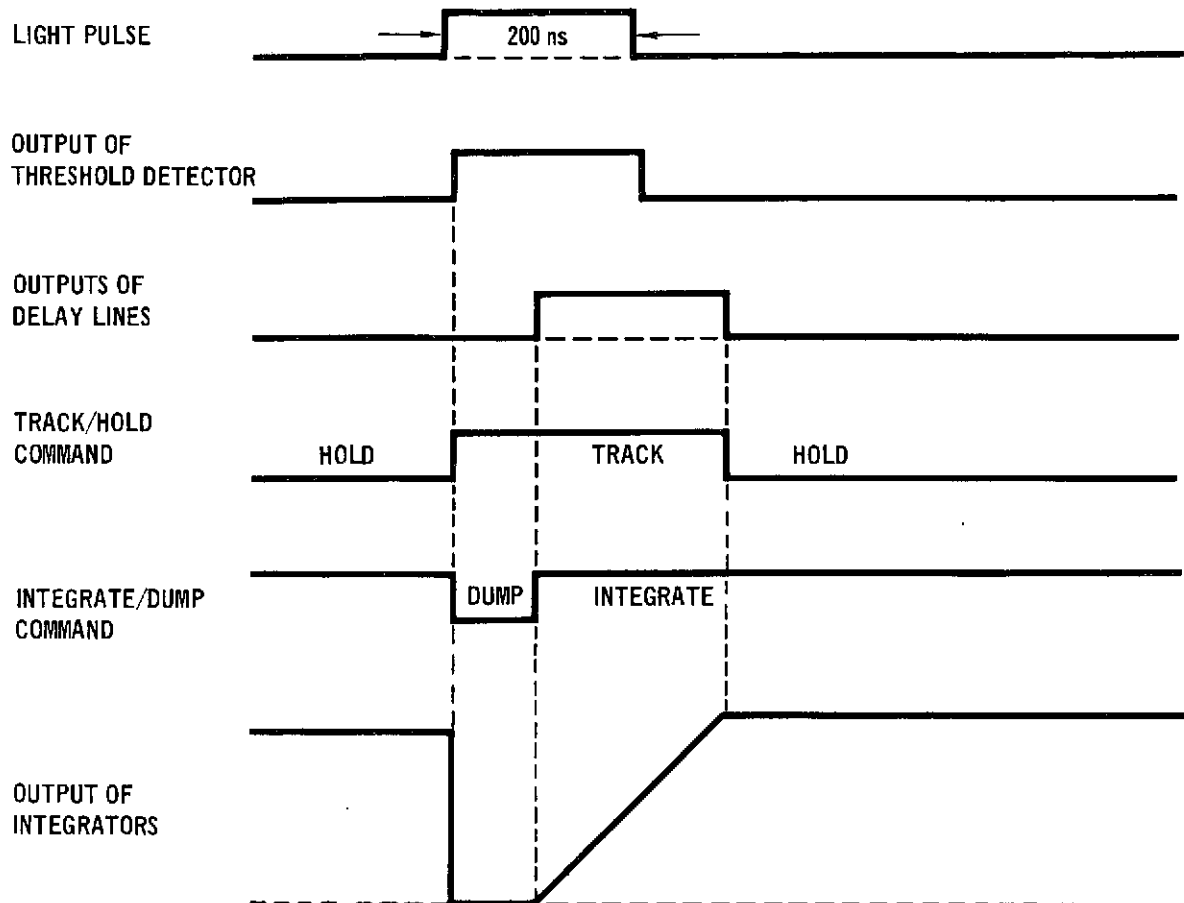 LIGHT PULSE
200 ns
OUTPUT OF
THRESHOLD DETECTOR
OUTPUTS OF
DELAY LINES
TRACK/HOLD
COMMAND
HOLD
TRACK
HOLD
INTEGRATE/DUMP
COMMAND
DUMP
INTEGRATE
OUTPUT OF
INTEGRATORS